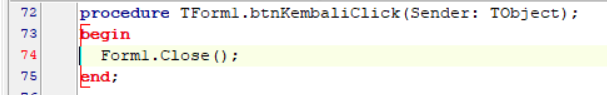 72 procedure TForm1.btnKembaliClick(Sender: TObject);
73 begin
74 Form1.Close();
75 end;